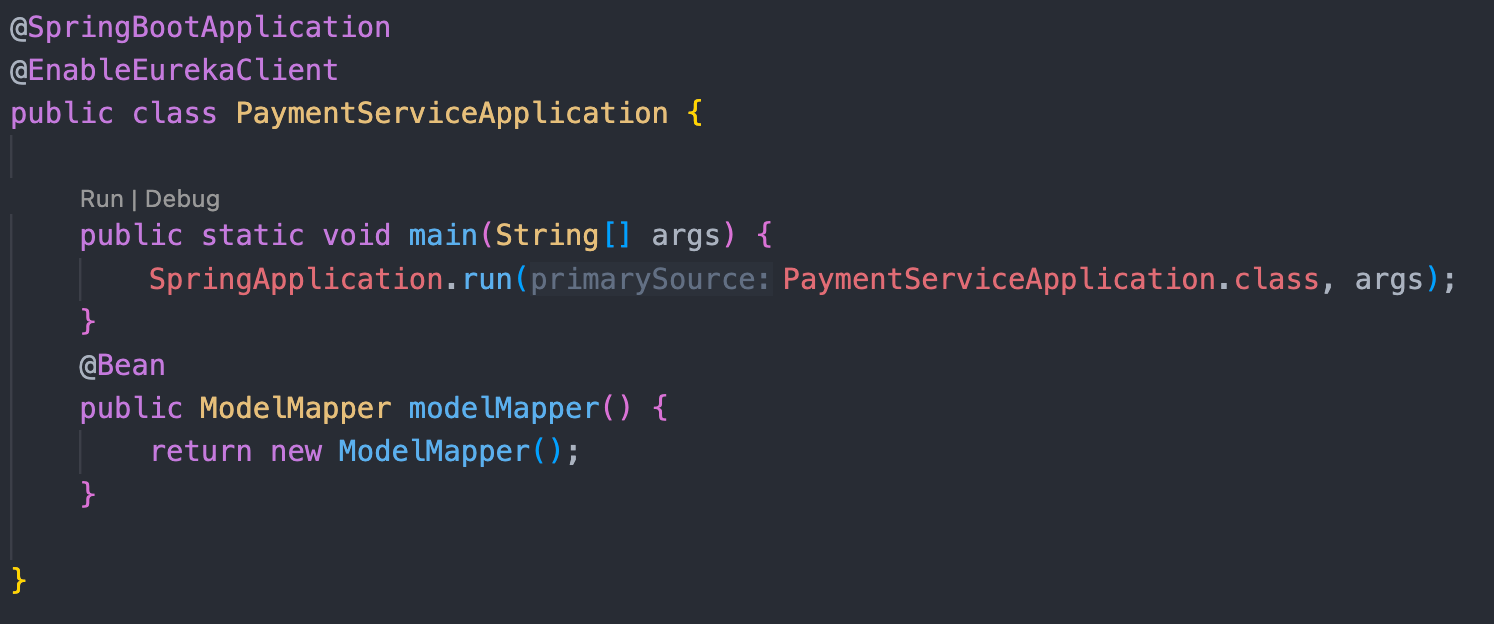 @SpringBootApplication
@EnableEurekaClient
public class PaymentServiceApplication {
Run | Debug
public static void main(String[] args) {
SpringApplication.run(primarySource: PaymentServiceApplication.class, args);
}
@Bean
public ModelMapper modelMapper() {
return new ModelMapper();
}
}